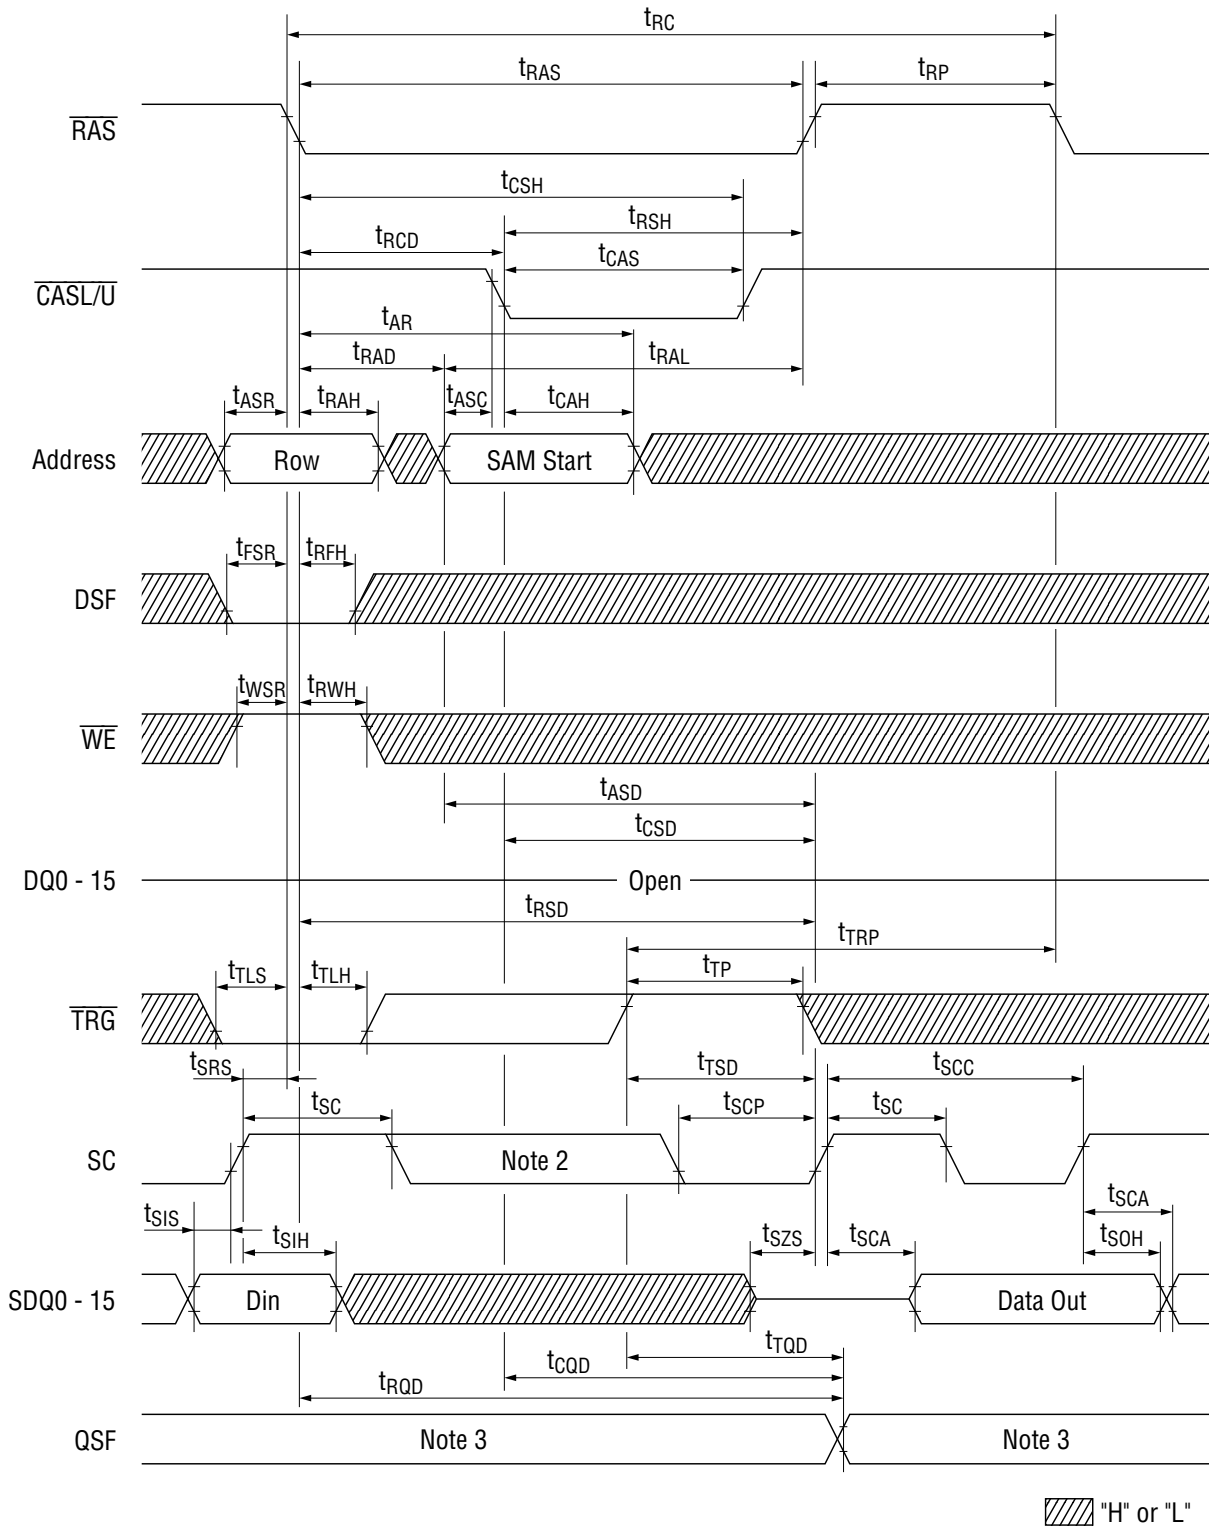 tRC
tRAS tRP
RAS
tCSH
tRSH
tRCD
tCAS
CASL/U
tAR
tRAD tRAL
tASR tRAH tASC tCAH
Address Row SAM Start
tFSR tRFH
DSF
tWSR tRWH
WE
tASD
tCSD
DQ0 - 15 Open
tRSD
tTRP
tTP
tTLS tTLH
TRG
tSRS tTSD tSCC
tSC tSCP tSC
SC Note 2
tSCA
tSIS tSIH tSZS tSCA tSOH
SDQ0 - 15 Din Data Out
tTQD
tCQD
tRQD
QSF Note 3 Note 3
"H" or "L"